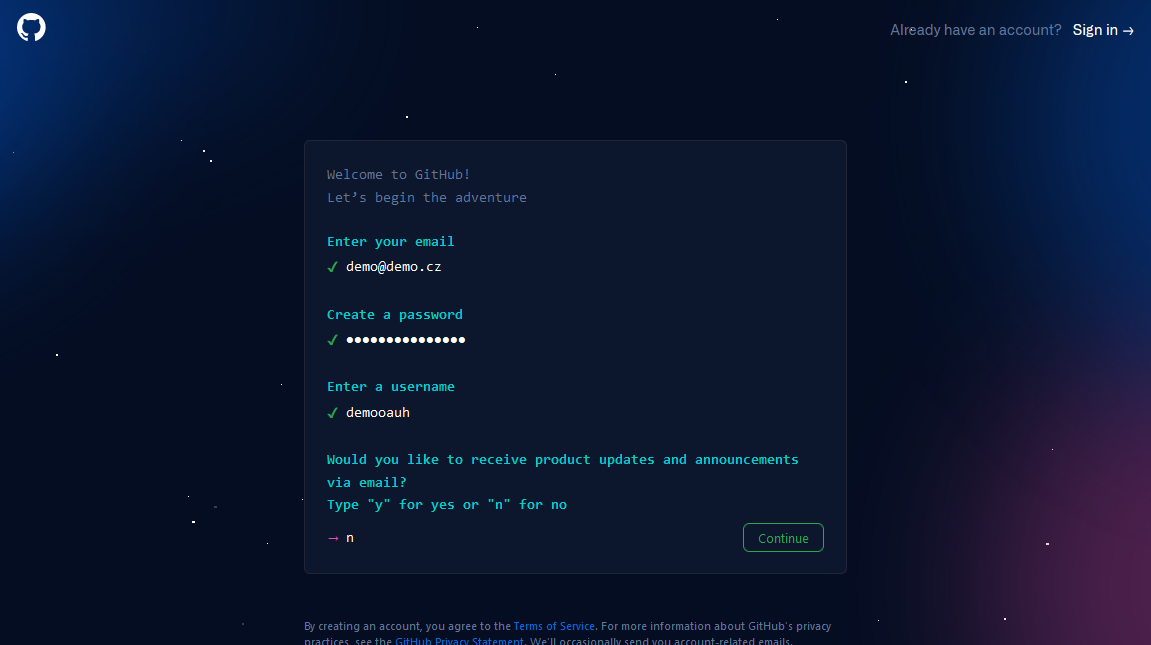 Already have an account? Sign in →
Welcome to GitHub!
Let’s begin the adventure
Enter your email
✓ demo@demo.cz
Create a password
✓ ●●●●●●●●●●●●●●●
Enter a username
✓ demooauh
Would you like to receive product updates and announcements
via email?
Type "y" for yes or "n" for no
→ n
Continue
By creating an account, you agree to the Terms of Service. For more information about GitHub's privacy
practices, see the GitHub Privacy Statement. We'll occasionally send you account-related emails.